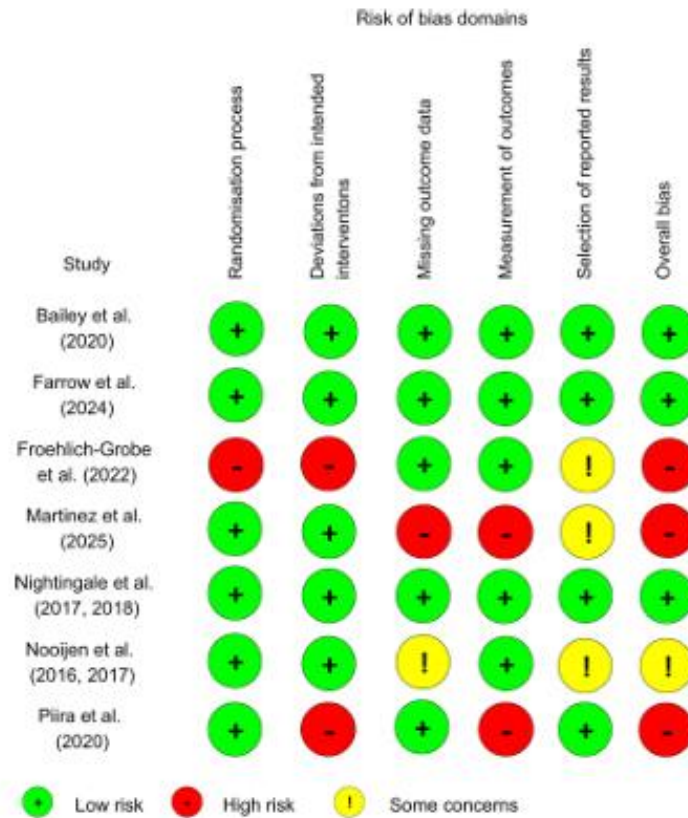 Risk of bias domains
Study
Randomisation process
Deviations from intended
interventons
Missing outcome data
Measurement of outcomes
Selection of reported results
Overall bias
Bailey et al.
(2020)
+ + + + + +
Farrow et al.
(2024)
+ + + + + +
Froehlich-Grobe
et al. (2022)
- - + + ! -
Martinez et al.
(2025)
+ + - - ! -
Nightingale et al.
(2017, 2018)
+ + + + + +
Nooijen et al.
(2016, 2017)
+ + ! + ! !
Piira et al.
(2020)
+ - + - + -
+ Low risk - High risk ! Some concerns